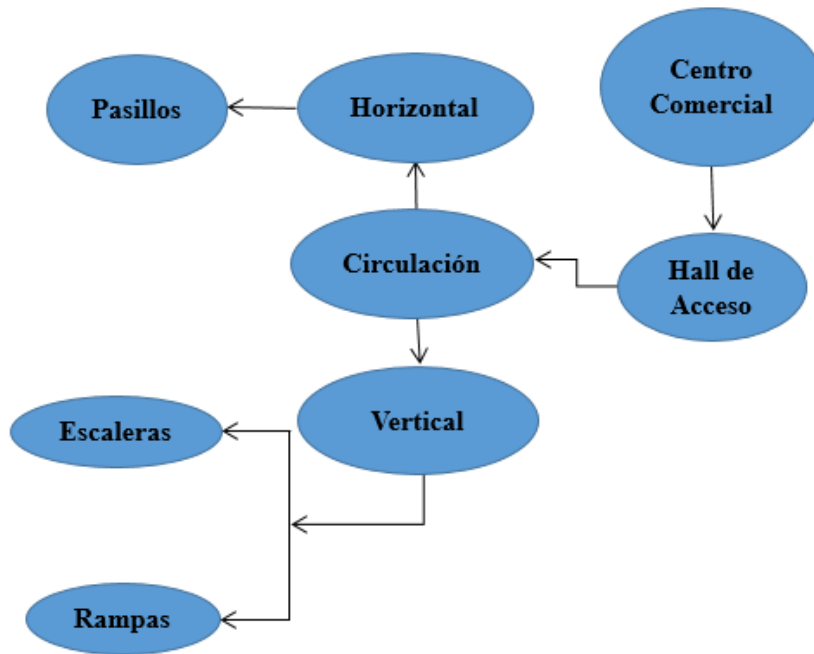 Centro
Comercial
Pasillos
Horizontal
Circulación
Hall de
Acceso
Vertical
Escaleras
Rampas